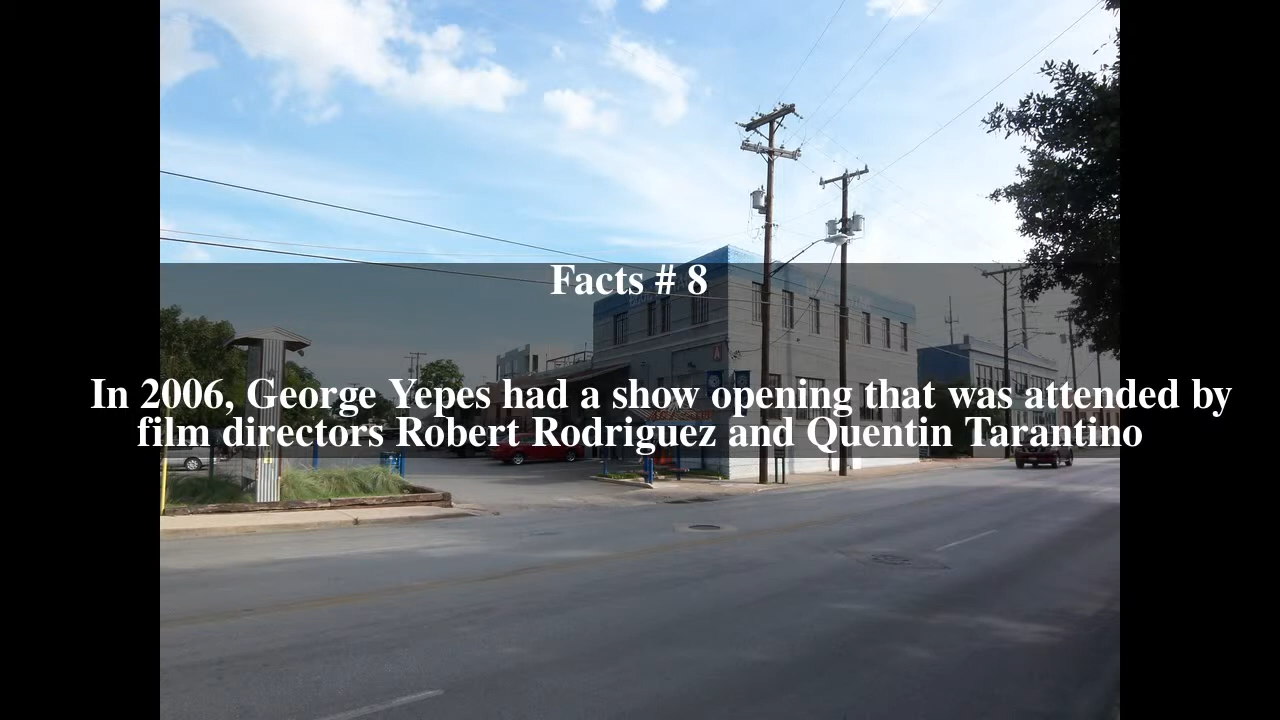 Facts # 8
In 2006, George Yepes had a show opening that was attended by
film directors Robert Rodriguez and Quentin Tarantino